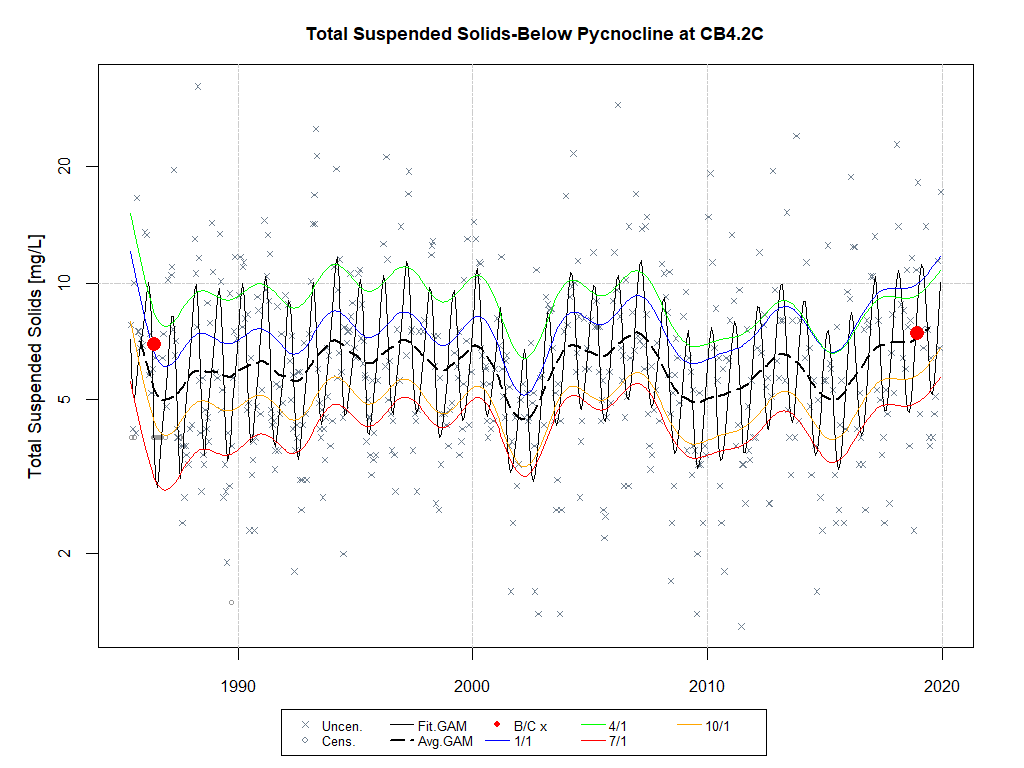 Total Suspended Solids-Below Pycnocline at CB4.2C
Total Suspended Solids [mg/L]
20
10
5
2
1990 2000 2010 2020
Uncen. Fit.GAM B/C x 4/1 10/1
Cens. Avg.GAM 1/1 7/1